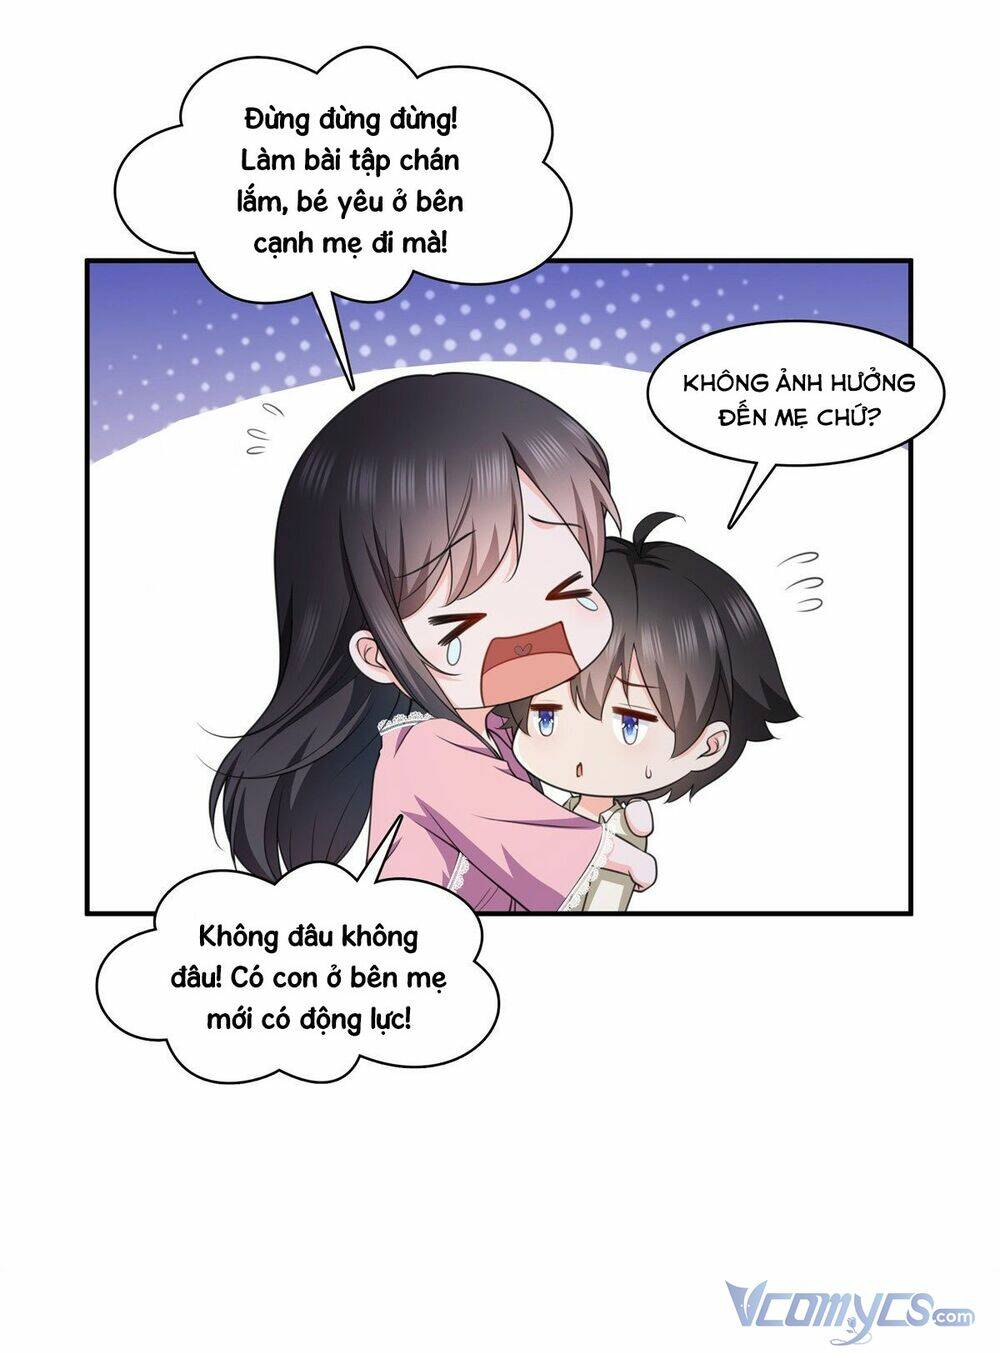 Đừng đừng đừng!
Làm bài tập chán
lắm, bé yêu ở bên
cạnh mẹ đi mà!
KHÔNG ẢNH HƯỞNG
ĐẾN MẸ CHỨ?
Không đâu không
đâu! Có con ở bên mẹ
mới có động lực!
Vcomycs.com